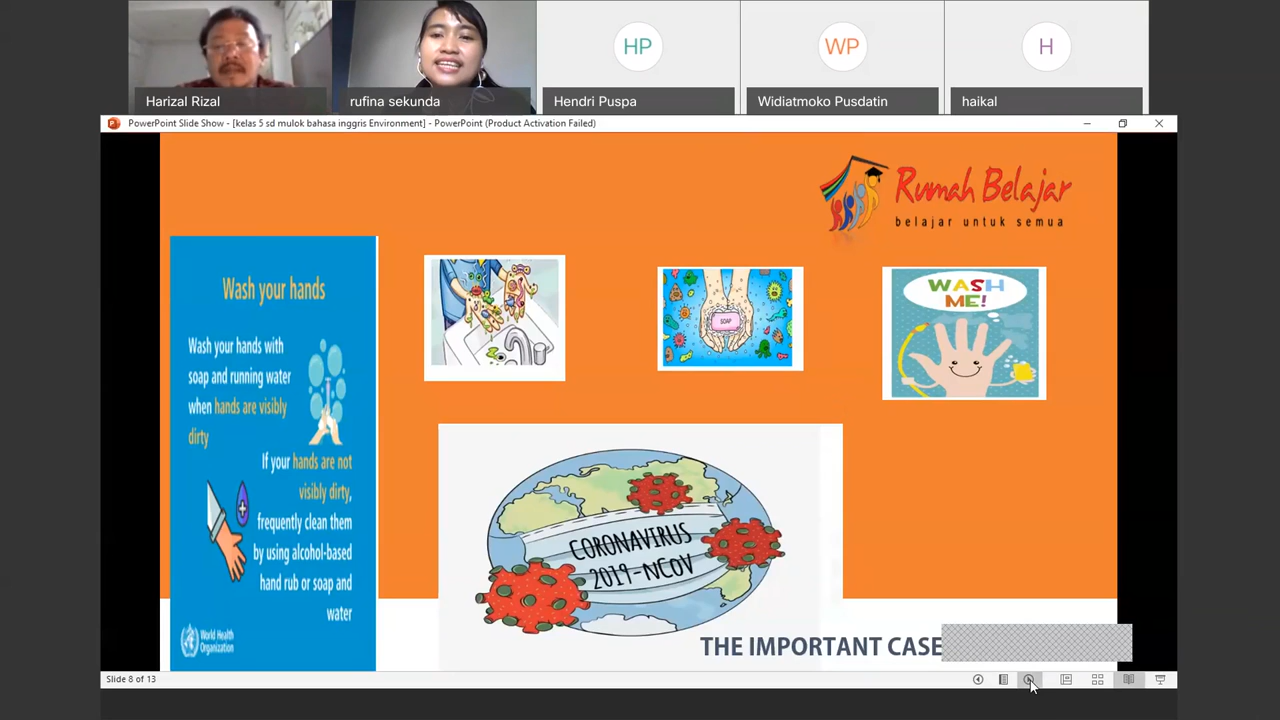 HP
WP
H
Harizal Rizal
rufina sekunda
Hendri Puspa
Widiatmoko Pusdatin
haikal
PowerPoint Slide Show - [kelas 5 sd mulok bahasa inggris Environment] - PowerPoint (Product Activation Failed)
Rumah Belajar
belajar untuk semua
Wash your hands
Wash your hands with
soap and running water
when hands are visibly
dirty
If your hands are not
visibly dirty,
frequently clean them
by using alcohol-based
hand rub or soap and
water
World Health
Organization
SOAP
WASH
ME!
CORONAVIRUS
2019-NCOV
THE IMPORTANT CASE
Slide 8 of 13